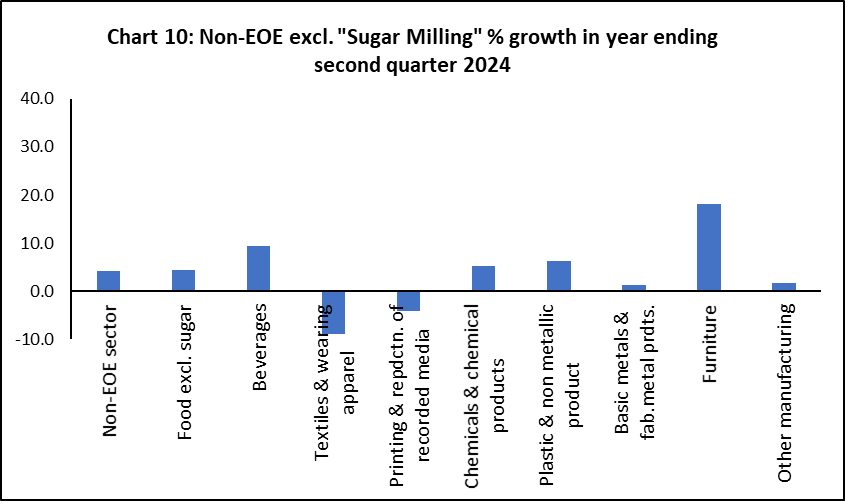 Chart 10: Non-EOE excl. "Sugar Milling" % growth in year ending
second quarter 2024
40.0
30.0
20.0
10.0
0.0
-10.0
Non-EOE sector
Food excl. sugar
Beverages
Textiles & wearing
apparel
Printing & repdctn. of
recorded media
Chemicals & chemical
products
Plastic & non metallic
product
Basic metals &
fab.metal prdts.
Furniture
Other manufacturing